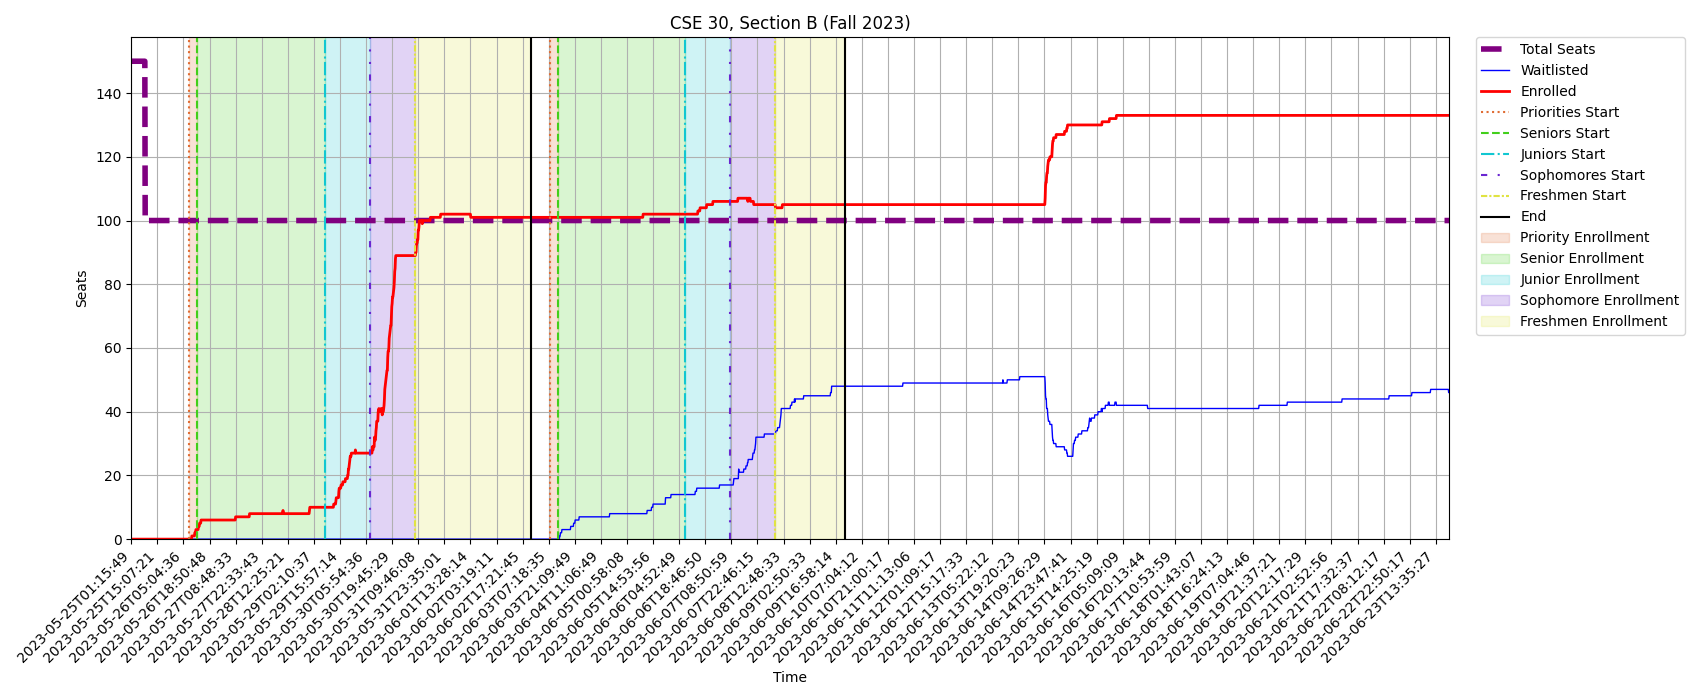 CSE 30, Section B (Fall 2023)
Seats
140
120
100
80
60
40
20
0
2023-05-25T01:15:49
2023-05-25T15:07:21
2023-05-26T05:04:36
2023-05-26T18:50:48
2023-05-27T08:48:33
2023-05-27T22:33:45
2023-05-28T12:25:21
2023-05-29T02:10:37
2023-05-29T15:57:14
2023-05-30T05:54:36
2023-05-30T19:45:29
2023-05-31T09:46:08
2023-05-31T23:35:01
2023-06-01T13:28:14
2023-06-02T03:19:11
2023-06-02T17:21:45
2023-06-03T07:18:35
2023-06-03T21:09:49
2023-06-04T11:06:49
2023-06-05T00:58:08
2023-06-05T14:53:56
2023-06-06T04:52:49
2023-06-06T18:46:50
2023-06-07T08:50:59
2023-06-07T22:46:15
2023-06-08T12:48:33
2023-06-09T02:50:33
2023-06-09T16:58:14
2023-06-10T07:04:12
2023-06-10T21:00:17
2023-06-11T11:13:06
2023-06-12T01:09:17
2023-06-12T15:17:33
2023-06-13T05:22:12
2023-06-13T19:20:23
2023-06-14T09:26:29
2023-06-14T23:47:41
2023-06-15T14:25:19
2023-06-16T05:09:09
2023-06-16T20:13:44
2023-06-17T10:53:59
2023-06-18T01:43:07
2023-06-18T16:24:13
2023-06-19T07:04:46
2023-06-19T21:37:21
2023-06-20T12:17:29
2023-06-21T02:52:56
2023-06-21T17:32:37
2023-06-22T08:12:17
2023-06-22T22:50:17
2023-06-23T13:35:27
Time
Total Seats
Waitlisted
Enrolled
Priorities Start
Seniors Start
Juniors Start
Sophomores Start
Freshmen Start
End
Priority Enrollment
Senior Enrollment
Junior Enrollment
Sophomore Enrollment
Freshmen Enrollment